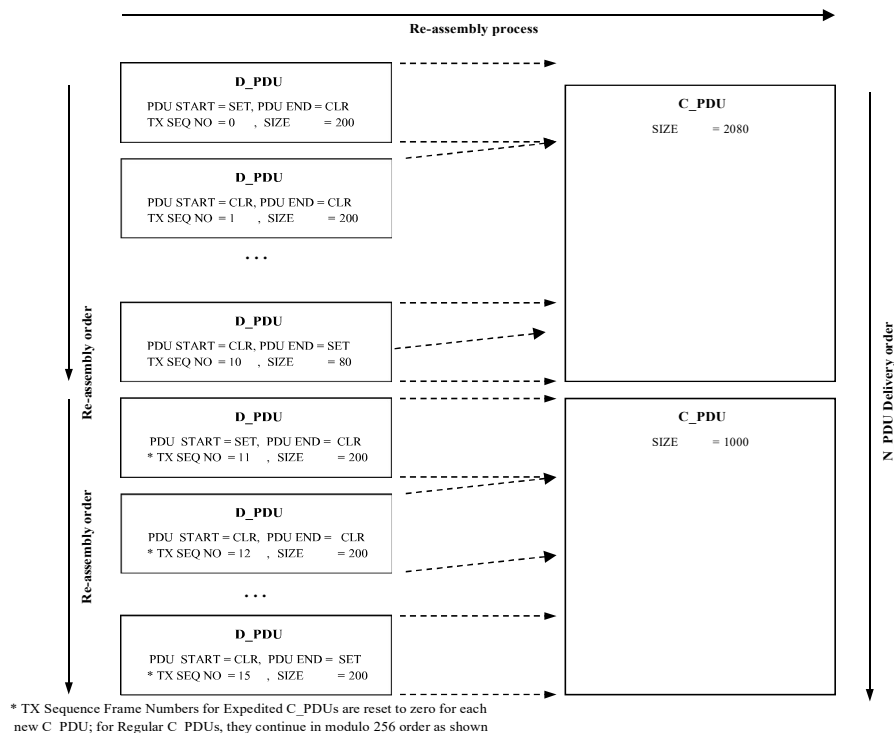 Re-assembly process
D_PDU
PDU START = SET, PDU END = CLR
TX SEQ NO = 0 , SIZE = 200
D_PDU
PDU START = CLR, PDU END = CLR
TX SEQ NO = 1 , SIZE = 200
...
D_PDU
PDU START = CLR, PDU END = SET
TX SEQ NO = 10 , SIZE = 80
Re-assembly order
C_PDU
SIZE = 2080
D_PDU
PDU START = SET, PDU END = CLR
* TX SEQ NO = 11 , SIZE = 200
D_PDU
PDU START = CLR, PDU END = CLR
* TX SEQ NO = 12 , SIZE = 200
...
D_PDU
PDU START = CLR, PDU END = SET
* TX SEQ NO = 15 , SIZE = 200
Re-assembly order
C_PDU
SIZE = 1000
N_PDU Delivery order
* TX Sequence Frame Numbers for Expedited C_PDUs are reset to zero for each
new C_PDU; for Regular C_PDUs, they continue in modulo 256 order as shown